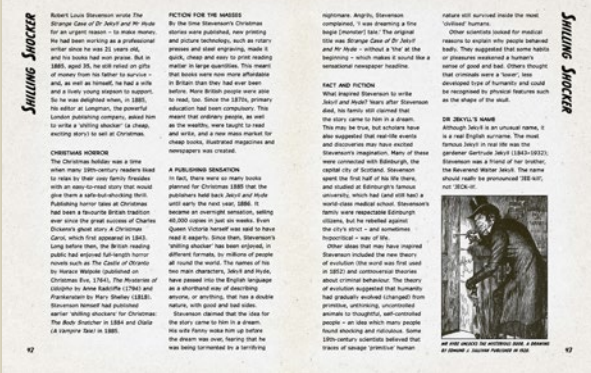 SHILLING SHOCKER
Robert Louis Stevenson wrote The
Strange Case of Dr Jekyll and Mr Hyde
for an urgent reason – to make money.
He had been working as a professional
writer since he was 21 years old,
and his books had won praise. But in
1885, aged 35, he still relied on gifts
of money from his father to survive –
and, as well as himself, he had a wife
and a lively young stepson to support.
So he was delighted when, in 1885,
his editor at Longman, the powerful
London publishing company, asked him
to write a 'shilling shocker' (a cheap,
exciting story) to sell at Christmas.
CHRISTMAS HORROR
The Christmas holiday was a time
when many 19th-century readers liked
to relax by their own family firesides
with an easy-to-read story that would
give them a safe-but-shocking thrill.
Publishing horror tales at Christmas
had been a favourite British tradition
ever since the great success of Charles
Dickens's ghost story A Christmas
Carol, which first appeared in 1843.
Long before then, the British reading
public had enjoyed full-length horror
novels such as The Castle of Otranto
by Horace Walpole (published on
Christmas Eve, 1764), The Mysteries of
Udolpho by Anne Radcliffe (1794) and
Frankenstein by Mary Shelley (1818).
Stevenson himself had published
earlier 'shilling shockers' for Christmas:
The Body Snatcher in 1884 and Olalla
(A Vampire Tale) in 1885.
FICTION FOR THE MASSES
By the time Stevenson's Christmas
stories were published, new printing
and picture technology, such as rotary
presses and steel engraving, made it
quick, cheap and easy to print reading
matter in large quantities. This meant
that books were now more affordable
in Britain than they had ever been
before. More British people were able
to read, too. Since the 1870s, primary
education had been compulsory. This
meant that ordinary people, as well
as the wealthy, were taught to read
and write, and a new mass market for
cheap books, illustrated magazines and
newspapers was created.
A PUBLISHING SENSATION
In fact, there were so many books
planned for Christmas 1885 that the
publishers held back Jekyll and Hyde
until early the next year, 1886. It
became an overnight sensation, selling
40,000 copies in just six weeks. Even
Queen Victoria herself was said to have
read it eagerly. Since then, Stevenson's
'shilling shocker' has been enjoyed, in
different formats, by millions of people
all round the world. The names of his
two main characters, Jekyll and Hyde,
have passed into the English language
as a shorthand way of describing
anyone, or anything, that has a double
nature, with good and bad sides.
Stevenson claimed that the idea for
the story came to him in a dream.
His wife Fanny woke him up before
the dream was over, fearing that he
was being tormented by a terrifying
92
nightmare. Angrily, Stevenson
complained, 'I was dreaming a fine
bogey [monster] tale.' The original
title was Strange Case of Dr Jekyll
and Mr Hyde – without a 'the' at the
beginning – which makes it sound like a
sensational newspaper headline.
FACT AND FICTION
What inspired Stevenson to write
Jekyll and Hyde? Years after Stevenson
died, his family still claimed that
the story came to him in a dream.
This may be true, but scholars have
also suggested that real-life events
and discoveries may have excited
Stevenson's imagination. Many of these
were connected with Edinburgh, the
capital city of Scotland. Stevenson
spent the first half of his life there,
and studied at Edinburgh's famous
university, which had (and still has) a
world-class medical school. Stevenson's
family were respectable Edinburgh
citizens, but he rebelled against
the city's strict – and sometimes
hypocritical – way of life.
Other ideas that may have inspired
Stevenson included the new theory
of evolution (the word was first used
in 1852) and controversial theories
about criminal behaviour. The theory
of evolution suggested that humanity
had gradually evolved (changed) from
primitive, unthinking, uncontrolled
animals to thoughtful, self-controlled
people – an idea which many people
found shocking and ridiculous. Some
19th-century scientists believed that
traces of savage 'primitive' human
nature still survived inside the most
'civilised' humans.
Other scientists looked for medical
reasons to explain why people behaved
badly. They suggested that some habits
or pleasures weakened a human's
sense of good and bad. Others thought
that criminals were a 'lower', less
developed type of humanity and could
be recognised by physical features such
as the shape of the skull.
DR JEKYLL'S NAME
Although Jekyll is an unusual name, it
is a real English surname. The most
famous Jekyll in real life was the
gardener Gertrude Jekyll (1843–1932);
Stevenson was a friend of her brother,
the Reverend Walter Jekyll. The name
should really be pronounced 'JEE-kill',
not 'JECK-ill'.
MR HYDE UNLOCKS THE MYSTERIOUS DOOR. A DRAWING
BY EDMUND J. SULLIVAN PUBLISHED IN 1928.
SHILLING SHOCKER
93